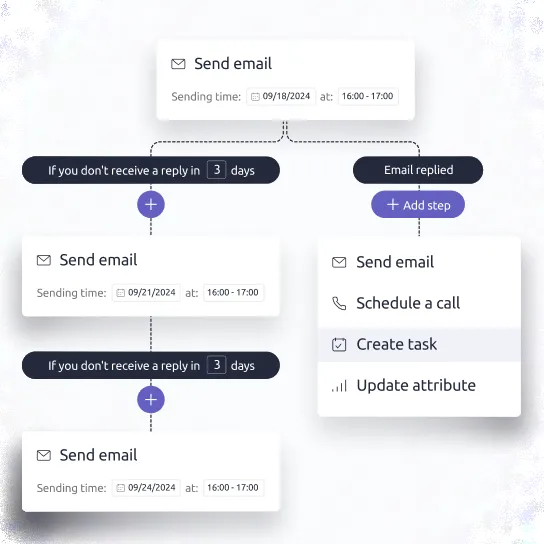 Send email
Sending time: 09/18/2024 at: 16:00 - 17:00
If you don't receive a reply in 3 days
Email replied
+ Add step
Send email
Sending time: 09/21/2024 at: 16:00 - 17:00
If you don't receive a reply in 3 days
Send email
Sending time: 09/24/2024 at: 16:00 - 17:00
Send email
Schedule a call
Create task
Update attribute